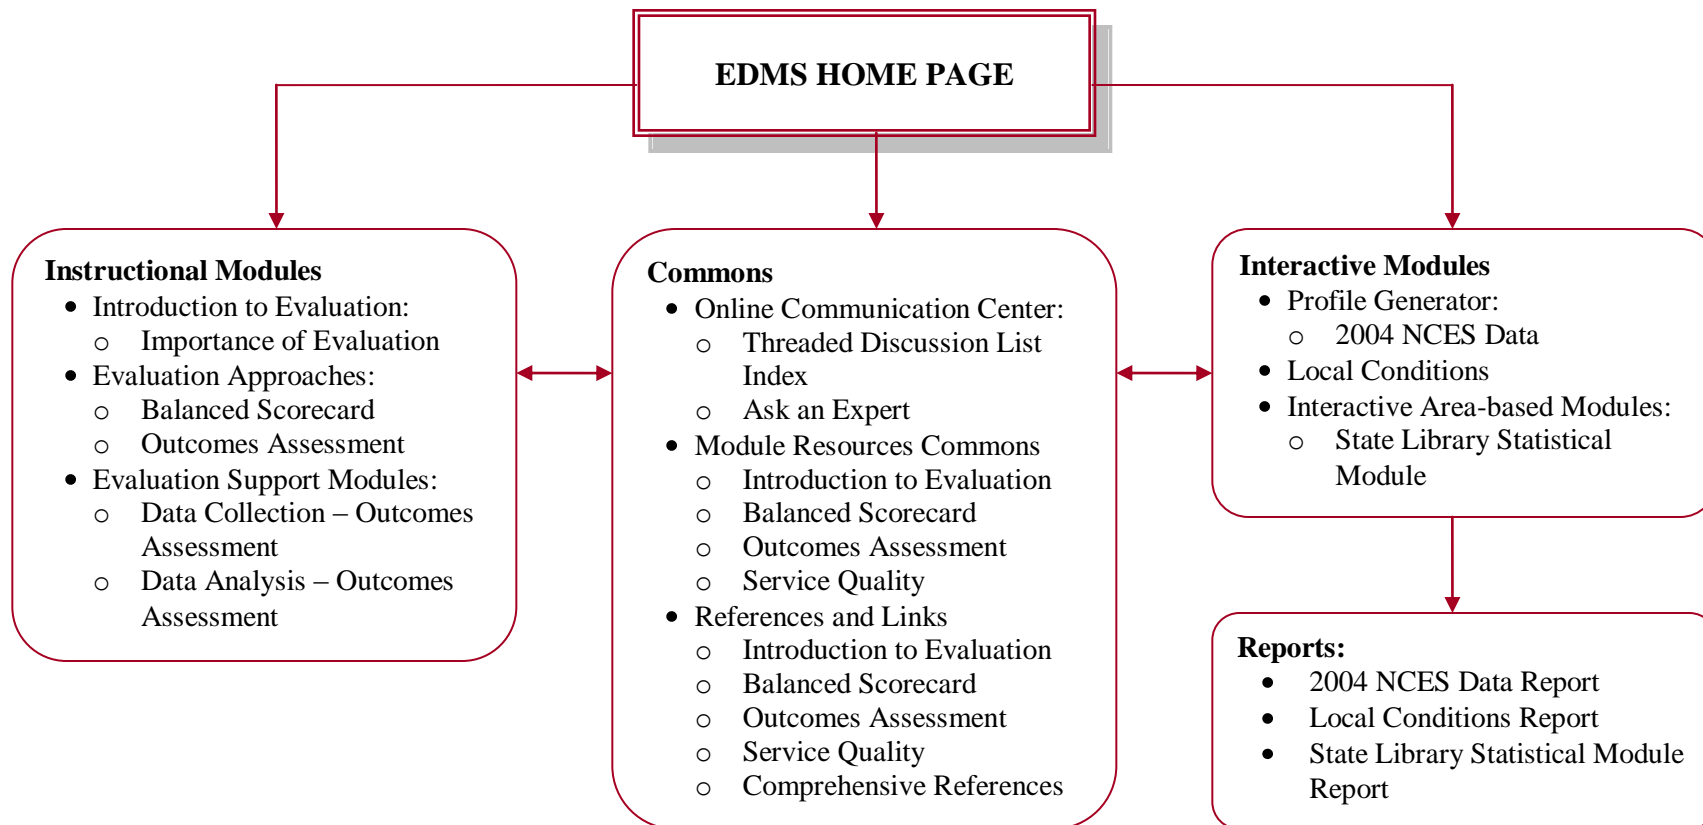 EDMS HOME PAGE
Instructional Modules
• Introduction to Evaluation:
o Importance of Evaluation
• Evaluation Approaches:
o Balanced Scorecard
o Outcomes Assessment
• Evaluation Support Modules:
o Data Collection – Outcomes
Assessment
o Data Analysis – Outcomes
Assessment
Commons
• Online Communication Center:
o Threaded Discussion List
Index
o Ask an Expert
• Module Resources Commons
o Introduction to Evaluation
o Balanced Scorecard
o Outcomes Assessment
o Service Quality
• References and Links
o Introduction to Evaluation
o Balanced Scorecard
o Outcomes Assessment
o Service Quality
o Comprehensive References
Interactive Modules
• Profile Generator:
o 2004 NCES Data
• Local Conditions
• Interactive Area-based Modules:
o State Library Statistical
Module
Reports:
• 2004 NCES Data Report
• Local Conditions Report
• State Library Statistical Module
Report